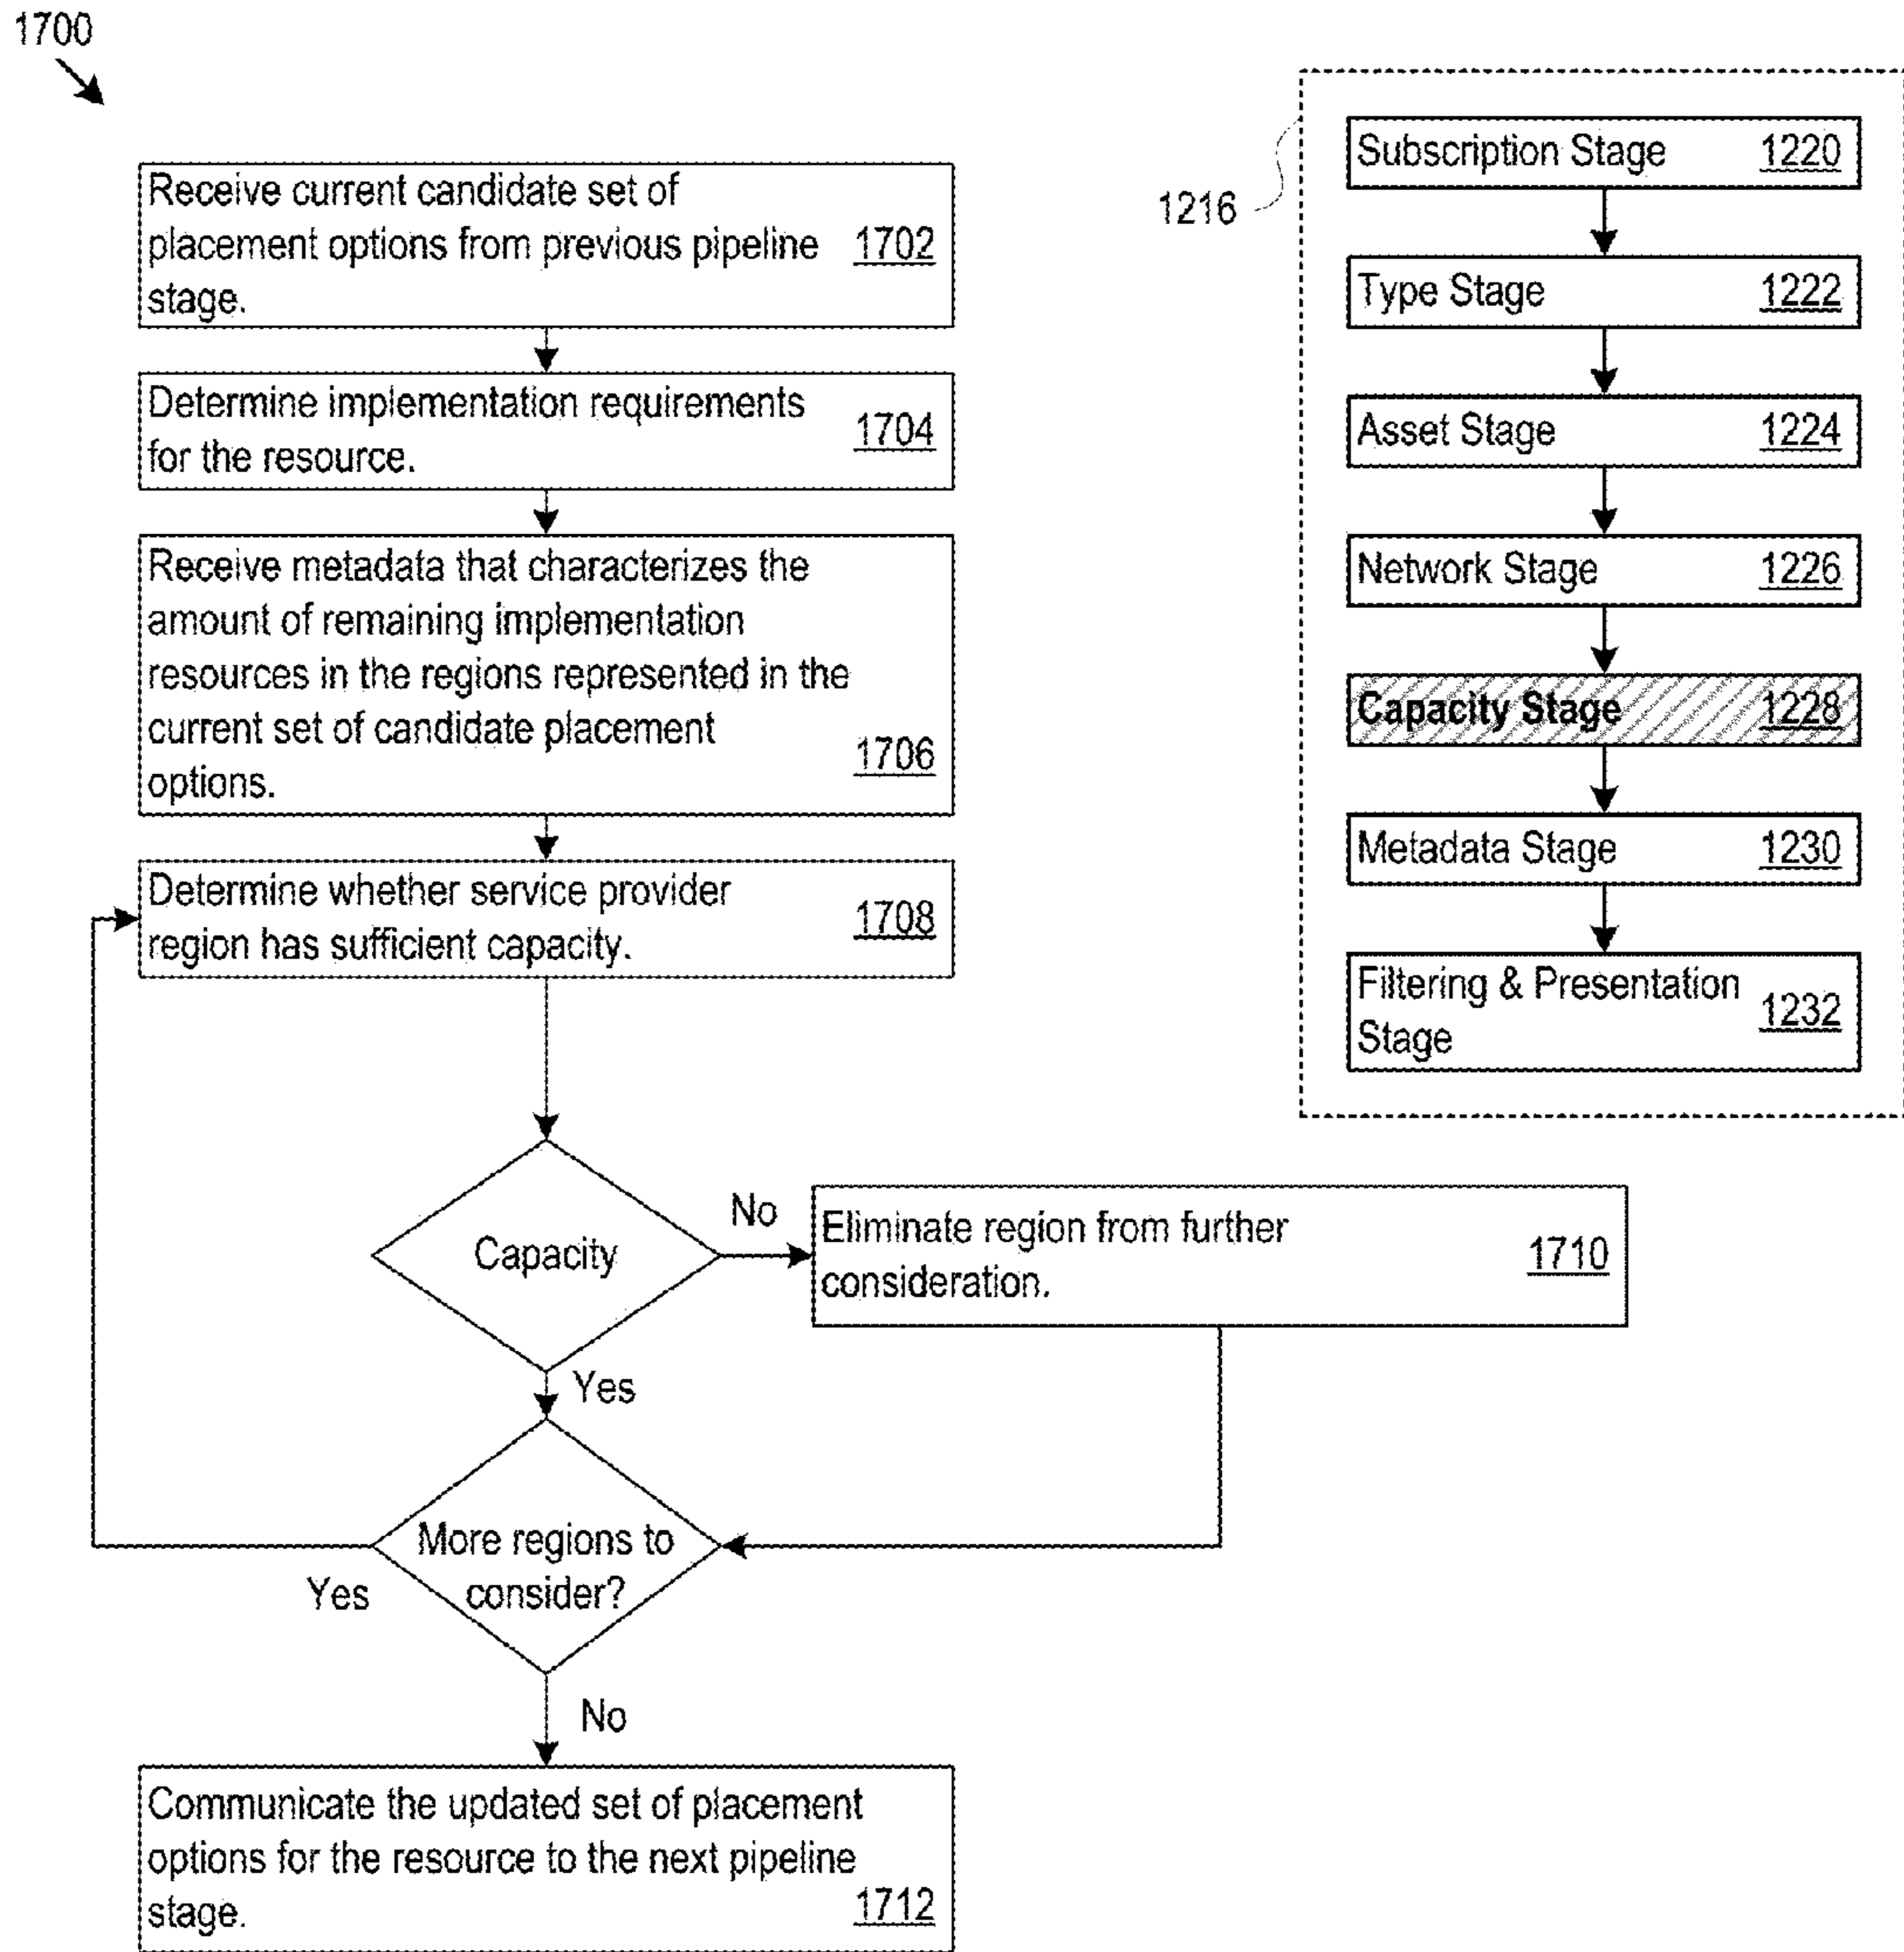 1700
Receive current candidate set of
placement options from previous pipeline 1702
stage.
Determine implementation requirements
for the resource. 1704
Receive metadata that characterizes the
amount of remaining implementation
resources in the regions represented in the
current set of candidate placement
options. 1706
Determine whether service provider
region has sufficient capacity. 1708
Capacity
No
Eliminate region from further
consideration. 1710
Yes
More regions to
consider?
Yes
No
Communicate the updated set of placement
options for the resource to the next pipeline
stage. 1712
1216
Subscription Stage 1220
Type Stage 1222
Asset Stage 1224
Network Stage 1226
Capacity Stage 1228
Metadata Stage 1230
Filtering & Presentation
Stage 1232